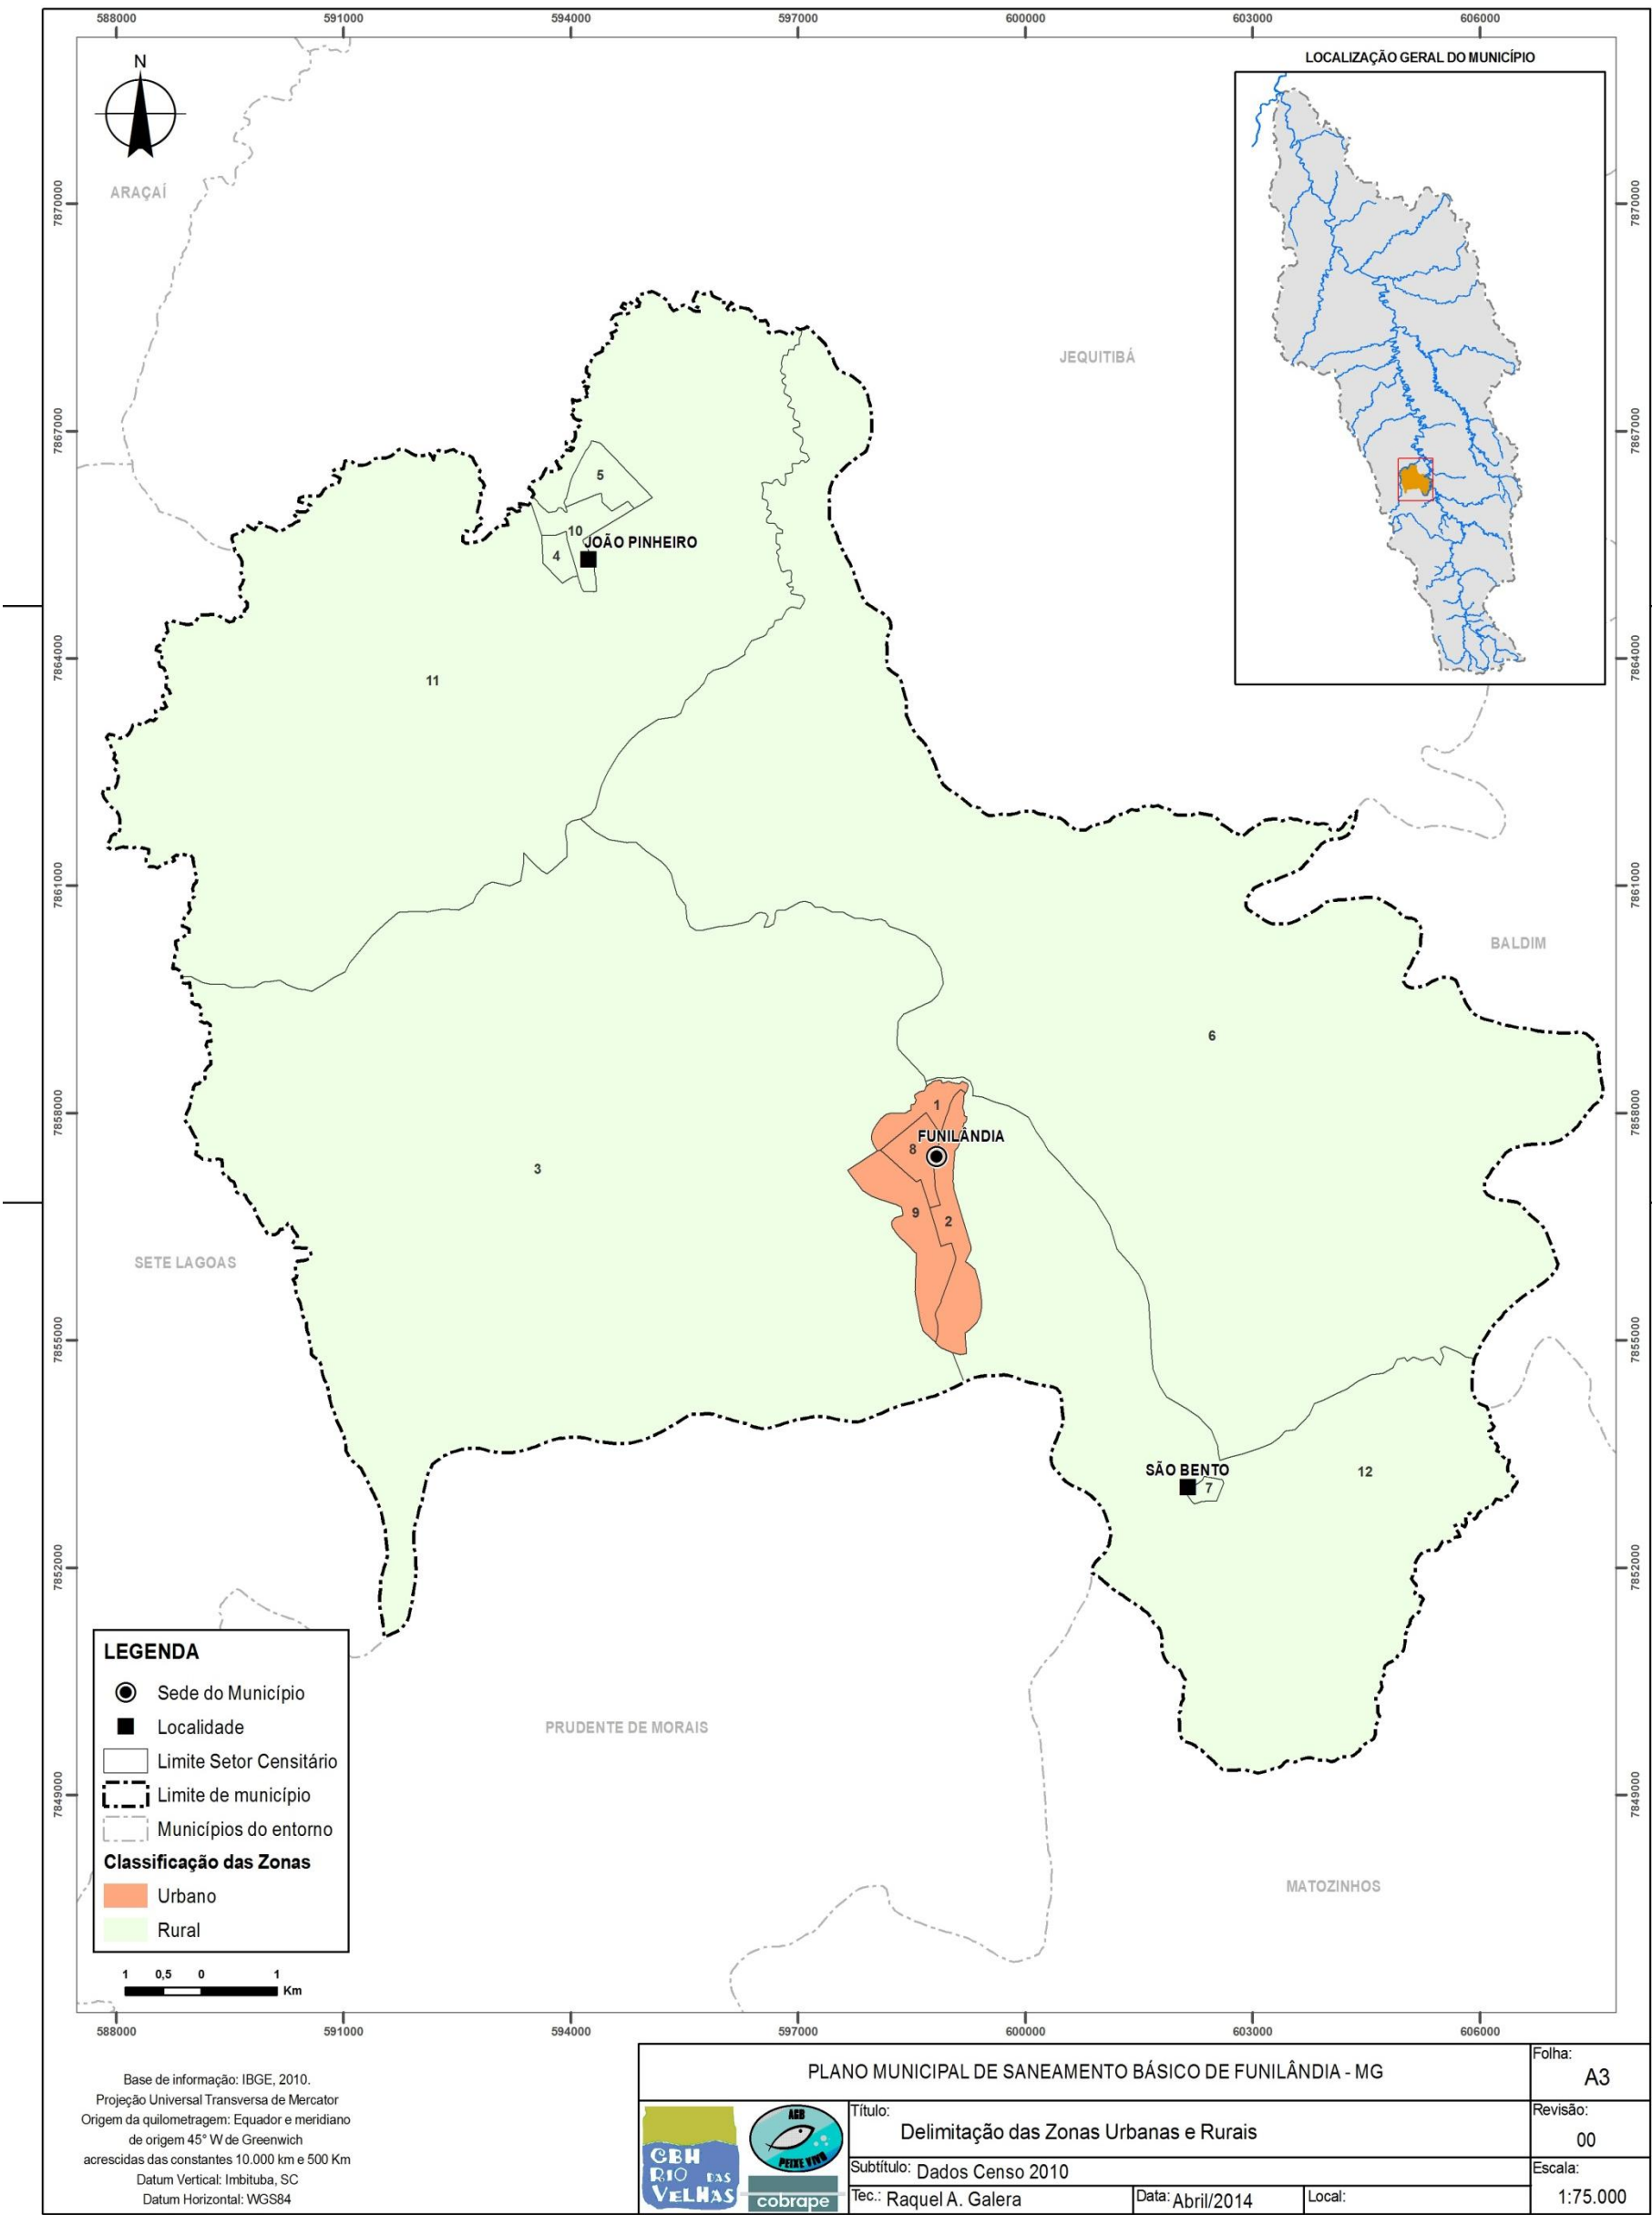 588000 591000 594000 597000 600000 603000 606000
N
LOCALIZAÇÃO GERAL DO MUNICÍPIO
ARAÇAÍ
7870000
7870000
JEQUITIBÁ
7867000
7867000
5
10
JOÃO PINHEIRO
4
7864000
7864000
11
7861000
7861000
BALDIM
6
7858000
7858000
1
FUNILÂNDIA
8
3
9
2
SETE LAGOAS
7855000
7855000
SÃO BENTO
12
7
7852000
7852000
LEGENDA
Sede do Município
Localidade
Limite Setor Censitário
Limite de município
Municípios do entorno
Classificação das Zonas
Urbano
Rural
PRUDENTE DE MORAIS
7849000
7849000
MATOZINHOS
1 0,5 0 1
Km
588000 591000 594000 597000 600000 603000 606000
Base de informação: IBGE, 2010.
Projeção Universal Transversa de Mercator
Origem da quilometragem: Equador e meridiano
de origem 45° W de Greenwich
acrescidas das constantes 10.000 km e 500 Km
Datum Vertical: Imbituba, SC
Datum Horizontal: WGS84
PLANO MUNICIPAL DE SANEAMENTO BÁSICO DE FUNILÂNDIA - MG
Folha:
A3
CBH
RIO DAS
VELHAS
AGB
PEIXE VIVO
cobrape
Título:
Delimitação das Zonas Urbanas e Rurais
Revisão:
00
Subtítulo: Dados Censo 2010
Escala:
1:75.000
Tec.: Raquel A. Galera
Data: Abril/2014
Local: